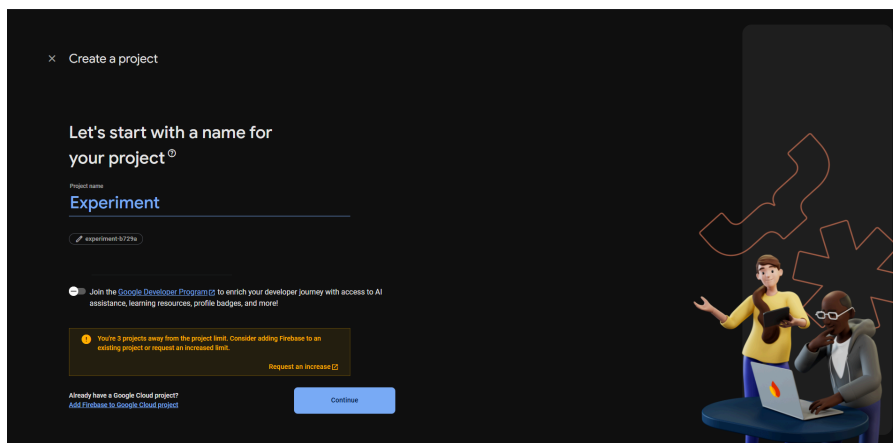 Create a project
Let's start with a name for
your project
Project name
Experiment
experiment-b729a
Join the Google Developer Program to enrich your developer journey with access to AI
assistance, learning resources, profile badges, and more!
You're 3 projects away from the project limit. Consider adding Firebase to an
existing project or request an increased limit.
Request an increase
Already have a Google Cloud project?
Add Firebase to Google Cloud project
Continue